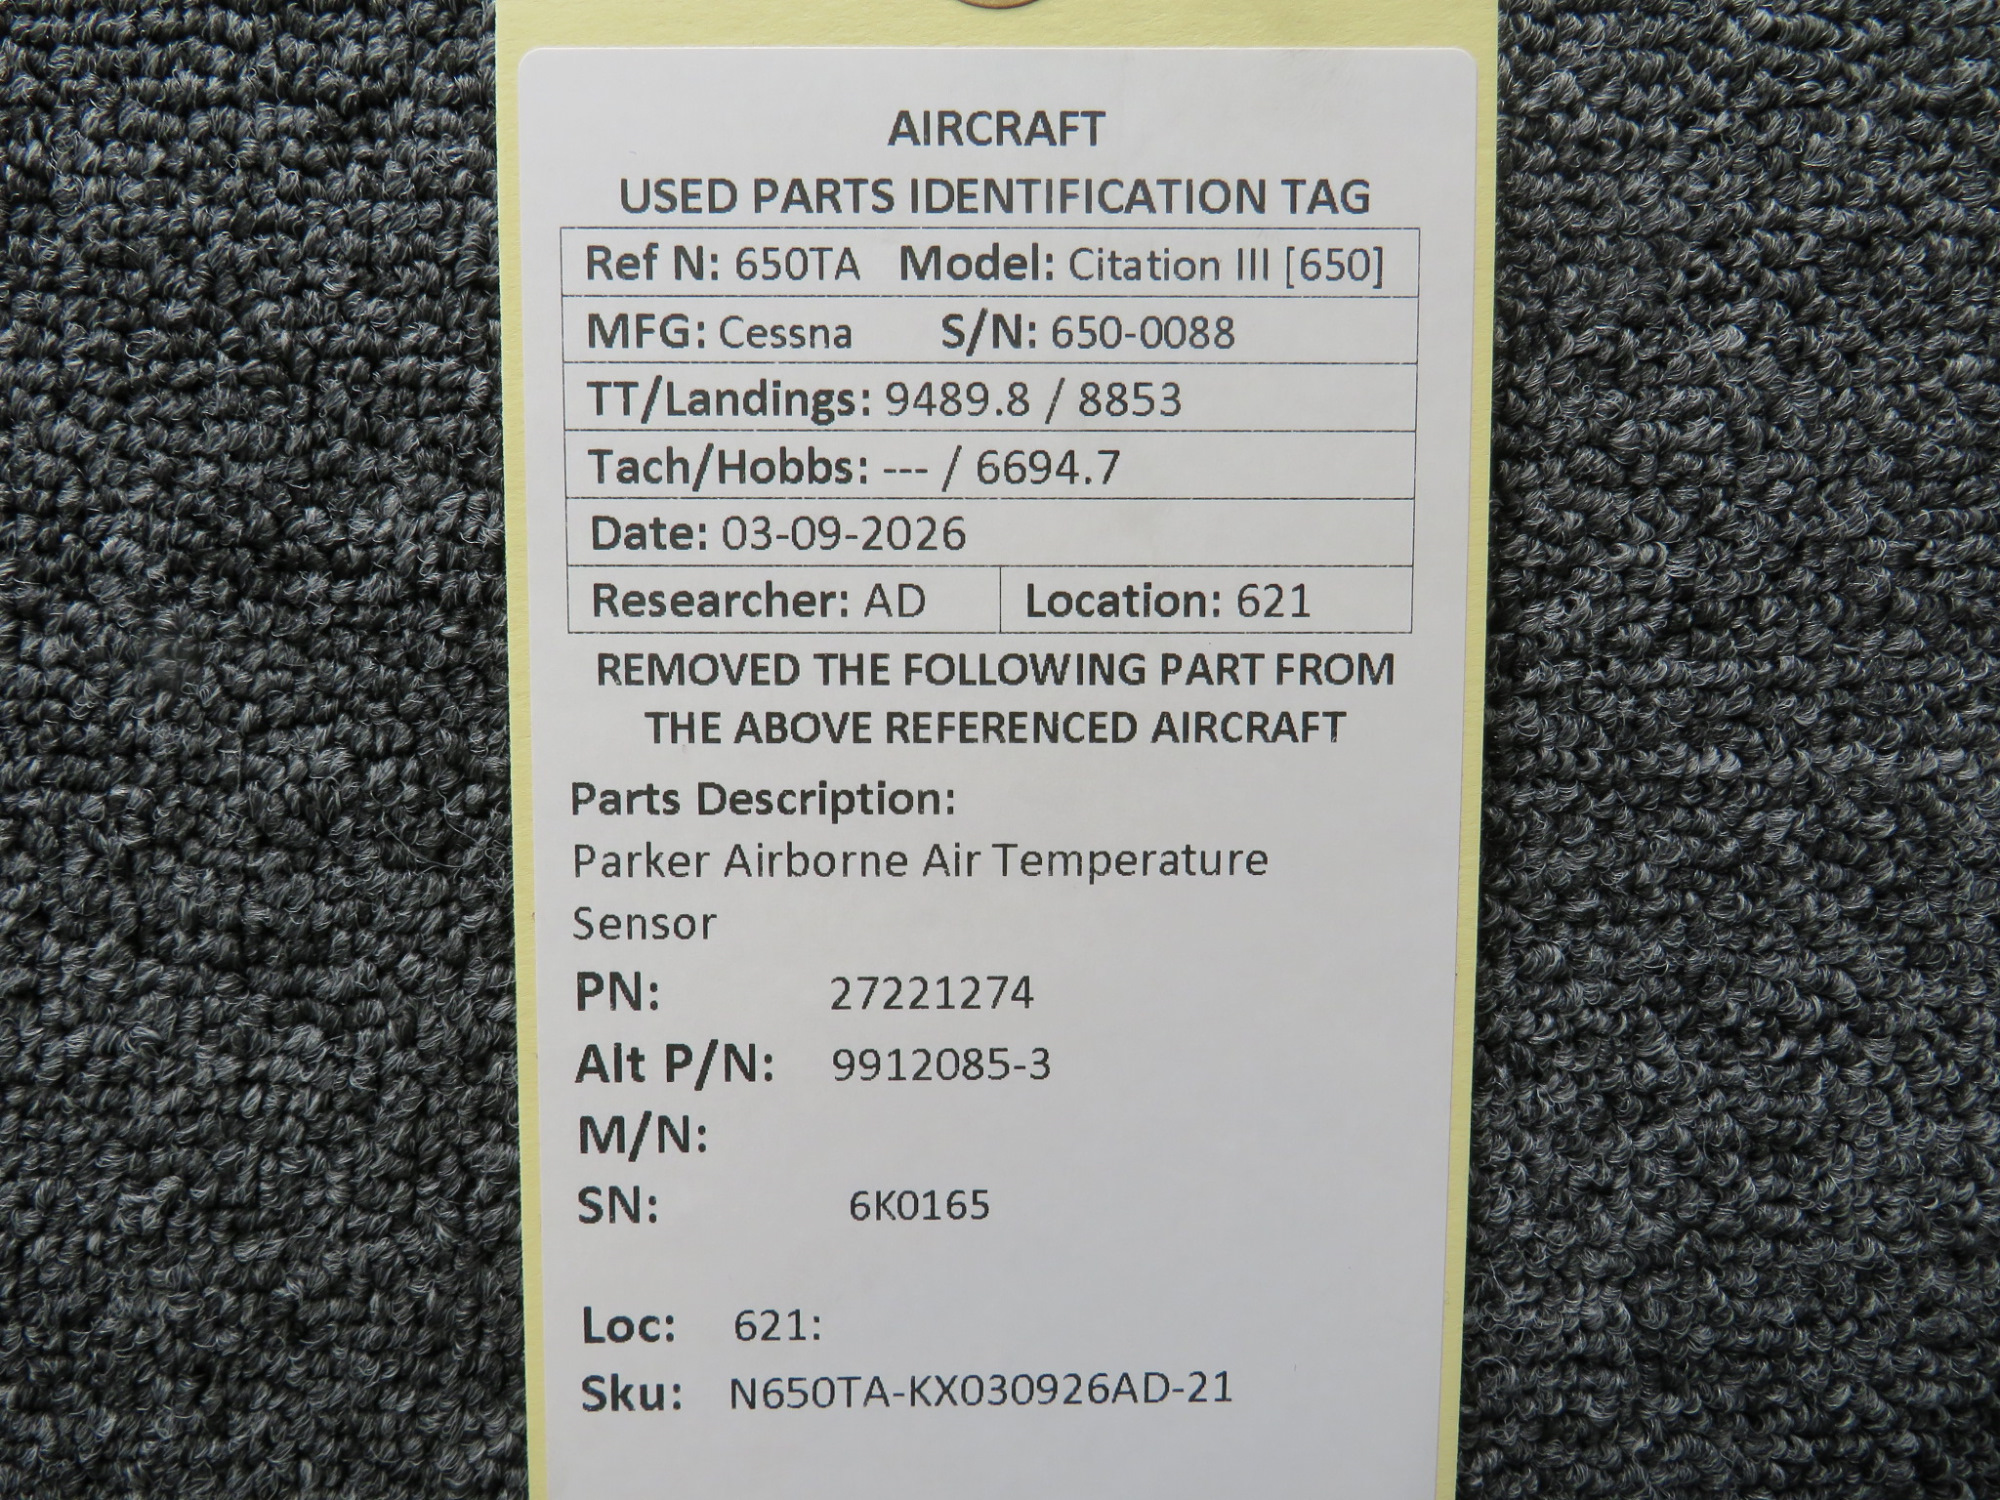 AIRCRAFT
USED PARTS IDENTIFICATION TAG
Ref N: 650TA Model: Citation III [650]
MFG: Cessna S/N: 650-0088
TT/Landings: 9489.8 / 8853
Tach/Hobbs: --- / 6694.7
Date: 03-09-2026
Researcher: AD Location: 621
REMOVED THE FOLLOWING PART FROM
THE ABOVE REFERENCED AIRCRAFT
Parts Description:
Parker Airborne Air Temperature
Sensor
PN: 27221274
Alt P/N: 9912085-3
M/N:
SN: 6K0165
Loc: 621:
Sku: N650TA-KX030926AD-21